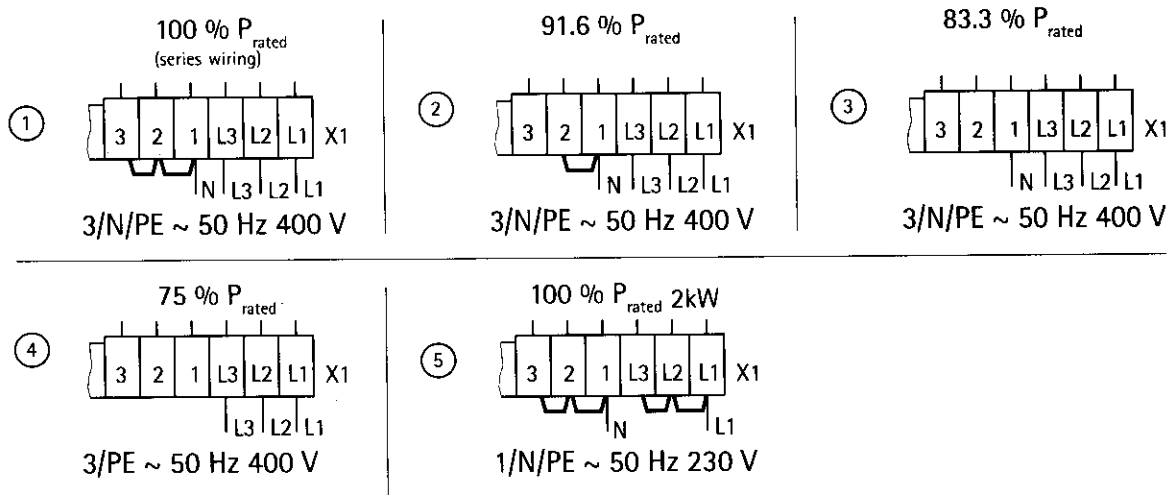 100 % P rated
(series wiring)
1
3 2 1 L3 L2 L1 X1
N L3 L2 L1
3/N/PE ~ 50 Hz 400 V
91.6 % P rated
2
3 2 1 L3 L2 L1 X1
N L3 L2 L1
3/N/PE ~ 50 Hz 400 V
83.3 % P rated
3
3 2 1 L3 L2 L1 X1
N L3 L2 L1
3/N/PE ~ 50 Hz 400 V
75 % P rated
4
3 2 1 L3 L2 L1 X1
L3 L2 L1
3/PE ~ 50 Hz 400 V
100 % P rated 2kW
5
3 2 1 L3 L2 L1 X1
N L1
1/N/PE ~ 50 Hz 230 V